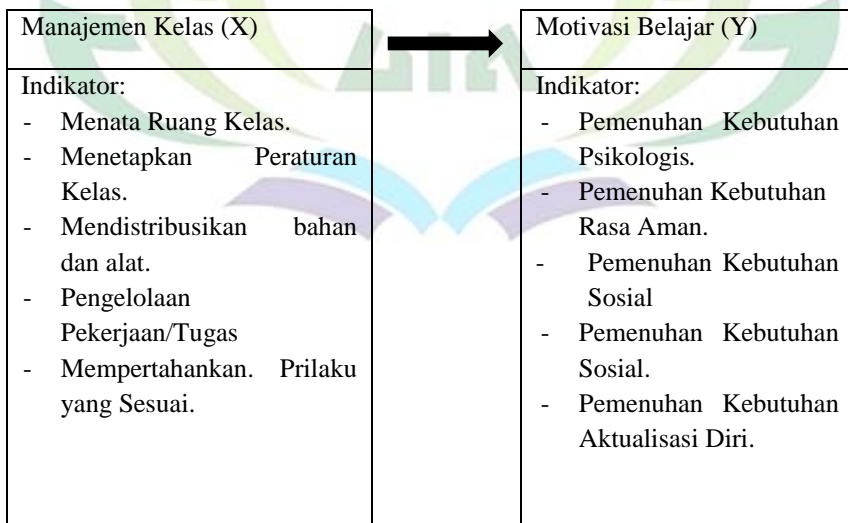 Manajemen Kelas (X)
Indikator:
- Menata Ruang Kelas.
- Menetapkan Peraturan
Kelas.
- Mendistribusikan bahan
dan alat.
- Pengelolaan
Pekerjaan/Tugas
- Mempertahankan. Prilaku
yang Sesuai.
Motivasi Belajar (Y)
Indikator:
- Pemenuhan Kebutuhan
Psikologis.
- Pemenuhan Kebutuhan
Rasa Aman.
- Pemenuhan Kebutuhan
Sosial
- Pemenuhan Kebutuhan
Sosial.
- Pemenuhan Kebutuhan
Aktualisasi Diri.